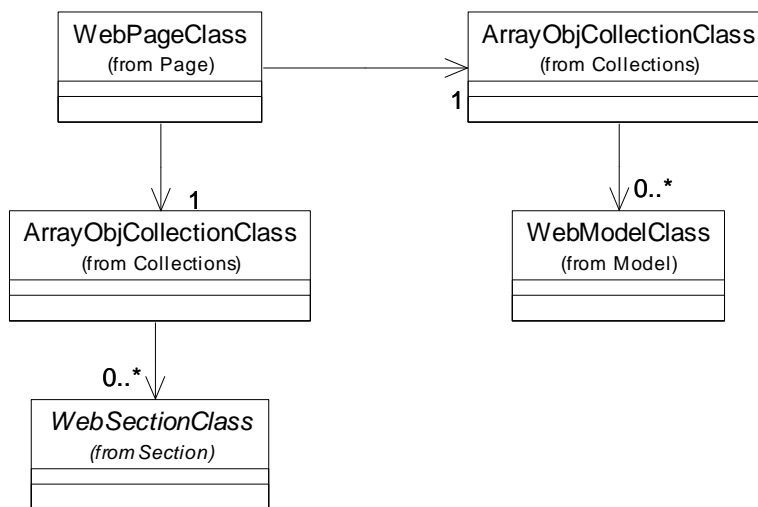 WebPageClass
(from Page)
ArrayObjCollectionClass
(from Collections)
1
1
0..*
ArrayObjCollectionClass
(from Collections)
WebModelClass
(from Model)
0..*
WebSectionClass
(from Section)